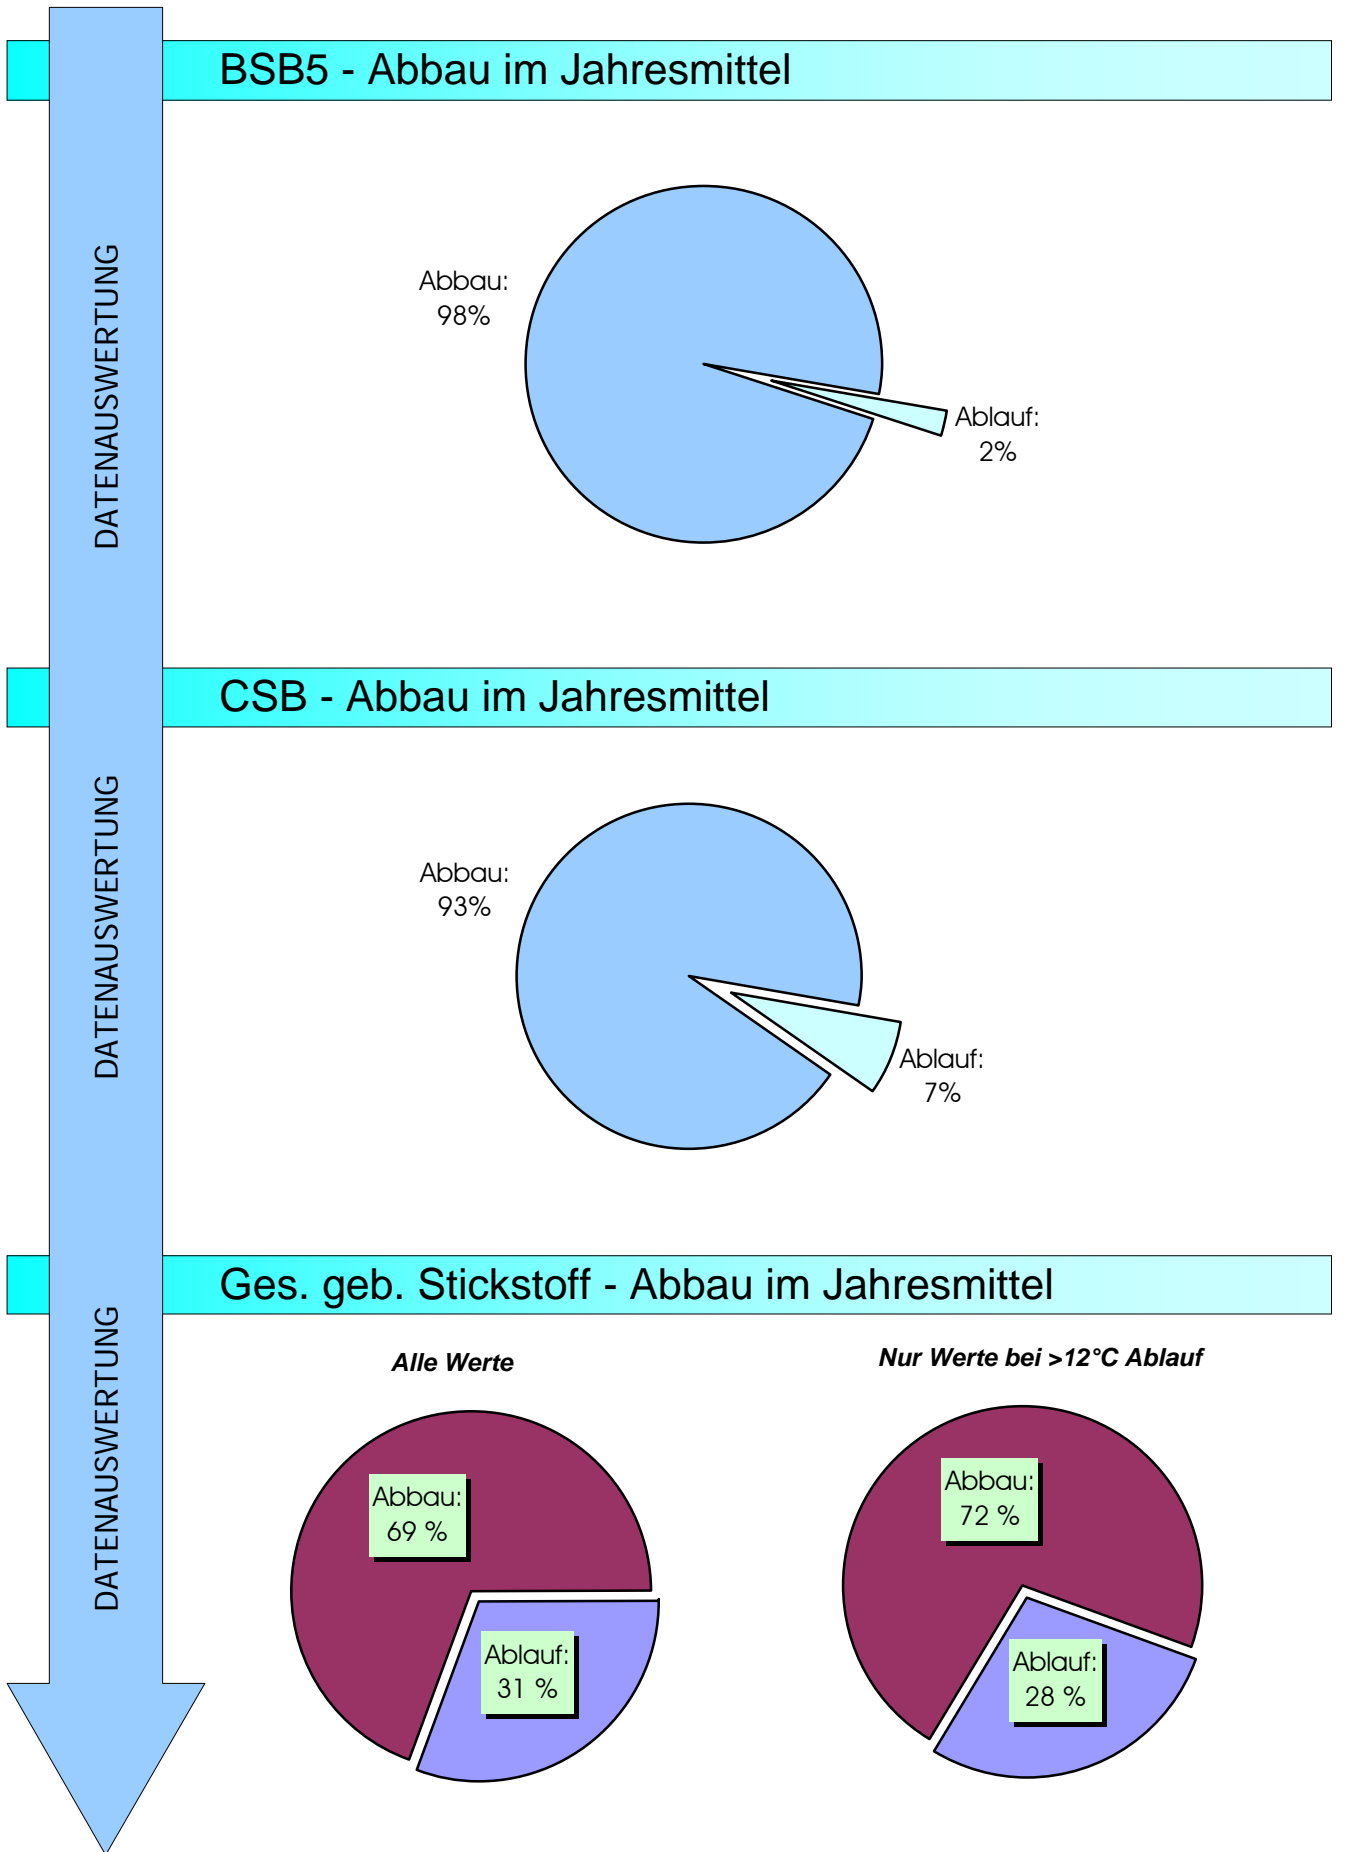 BSB5 - Abbau im Jahresmittel
DATENAUSWERTUNG
Abbau:
98%
Ablauf:
2%
CSB - Abbau im Jahresmittel
DATENAUSWERTUNG
Abbau:
93%
Ablauf:
7%
Ges. geb. Stickstoff - Abbau im Jahresmittel
DATENAUSWERTUNG
Alle Werte
Abbau:
69 %
Ablauf:
31 %
Nur Werte bei >12°C Ablauf
Abbau:
72 %
Ablauf:
28 %